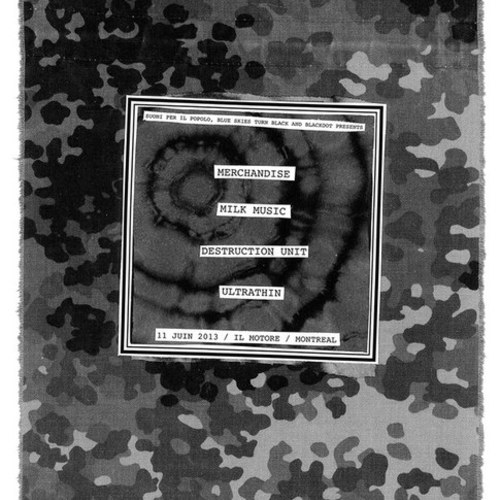 SUONI PER IL POPOLO, BLUE SKIES TURN BLACK AND BLACKDOT PRESENTS
MERCHANDISE
MILK MUSIC
DESTRUCTION UNIT
ULTRATHIN
11 JUIN 2013 / IL MOTORE / MONTREAL